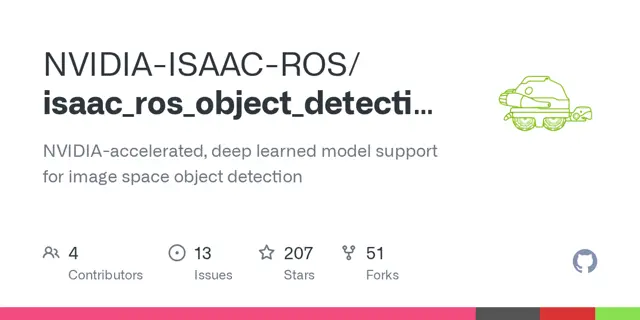 NVIDIA-ISAAC-ROS/
isaac_ros_object_detecti...
NVIDIA-accelerated, deep learned model support
for image space object detection
4
Contributors
13
Issues
207
Stars
51
Forks